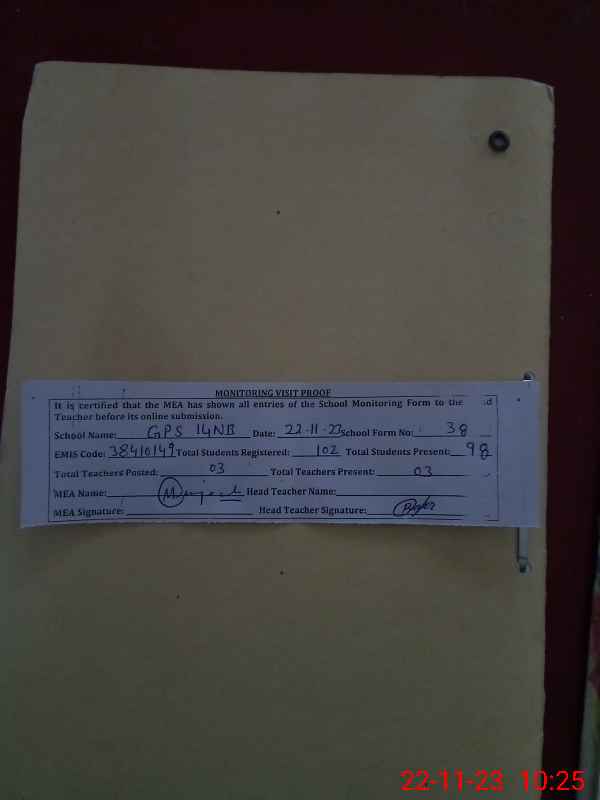 MONITORING VISIT PROOF
It is certified that the MEA has shown all entries of the School Monitoring Form to the
Teacher before its online submission.
School Name: GPS 14NB Date: 22-11-23 School Form No: 38
EMIS Code: 38410149 Total Students Registered: 102 Total Students Present: 98
Total Teachers Posted: 03 Total Teachers Present: 03
MEA Name: Head Teacher Name:
MEA Signature: Head Teacher Signature:
22-11-23 10:25